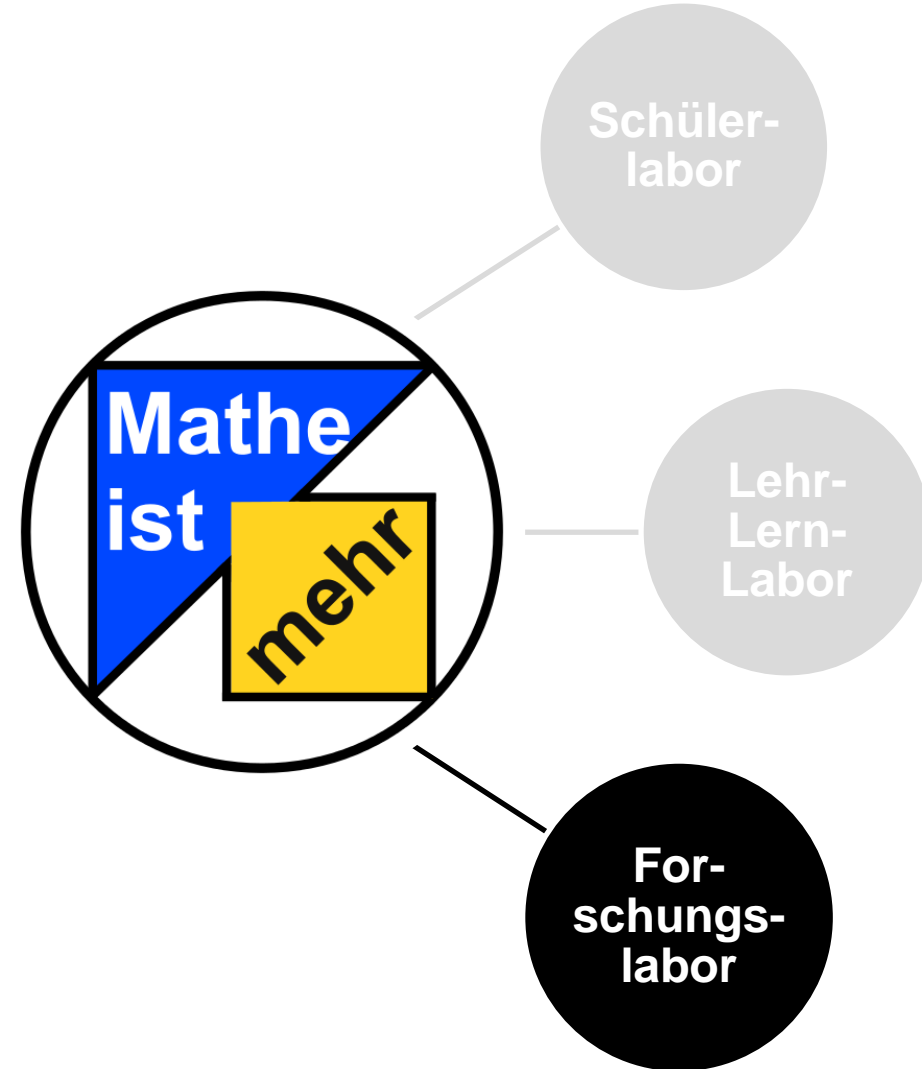 Schüler-
labor
Mathe
ist
mehr
Lehr-
Lern-
Labor
For-
schungs-
labor